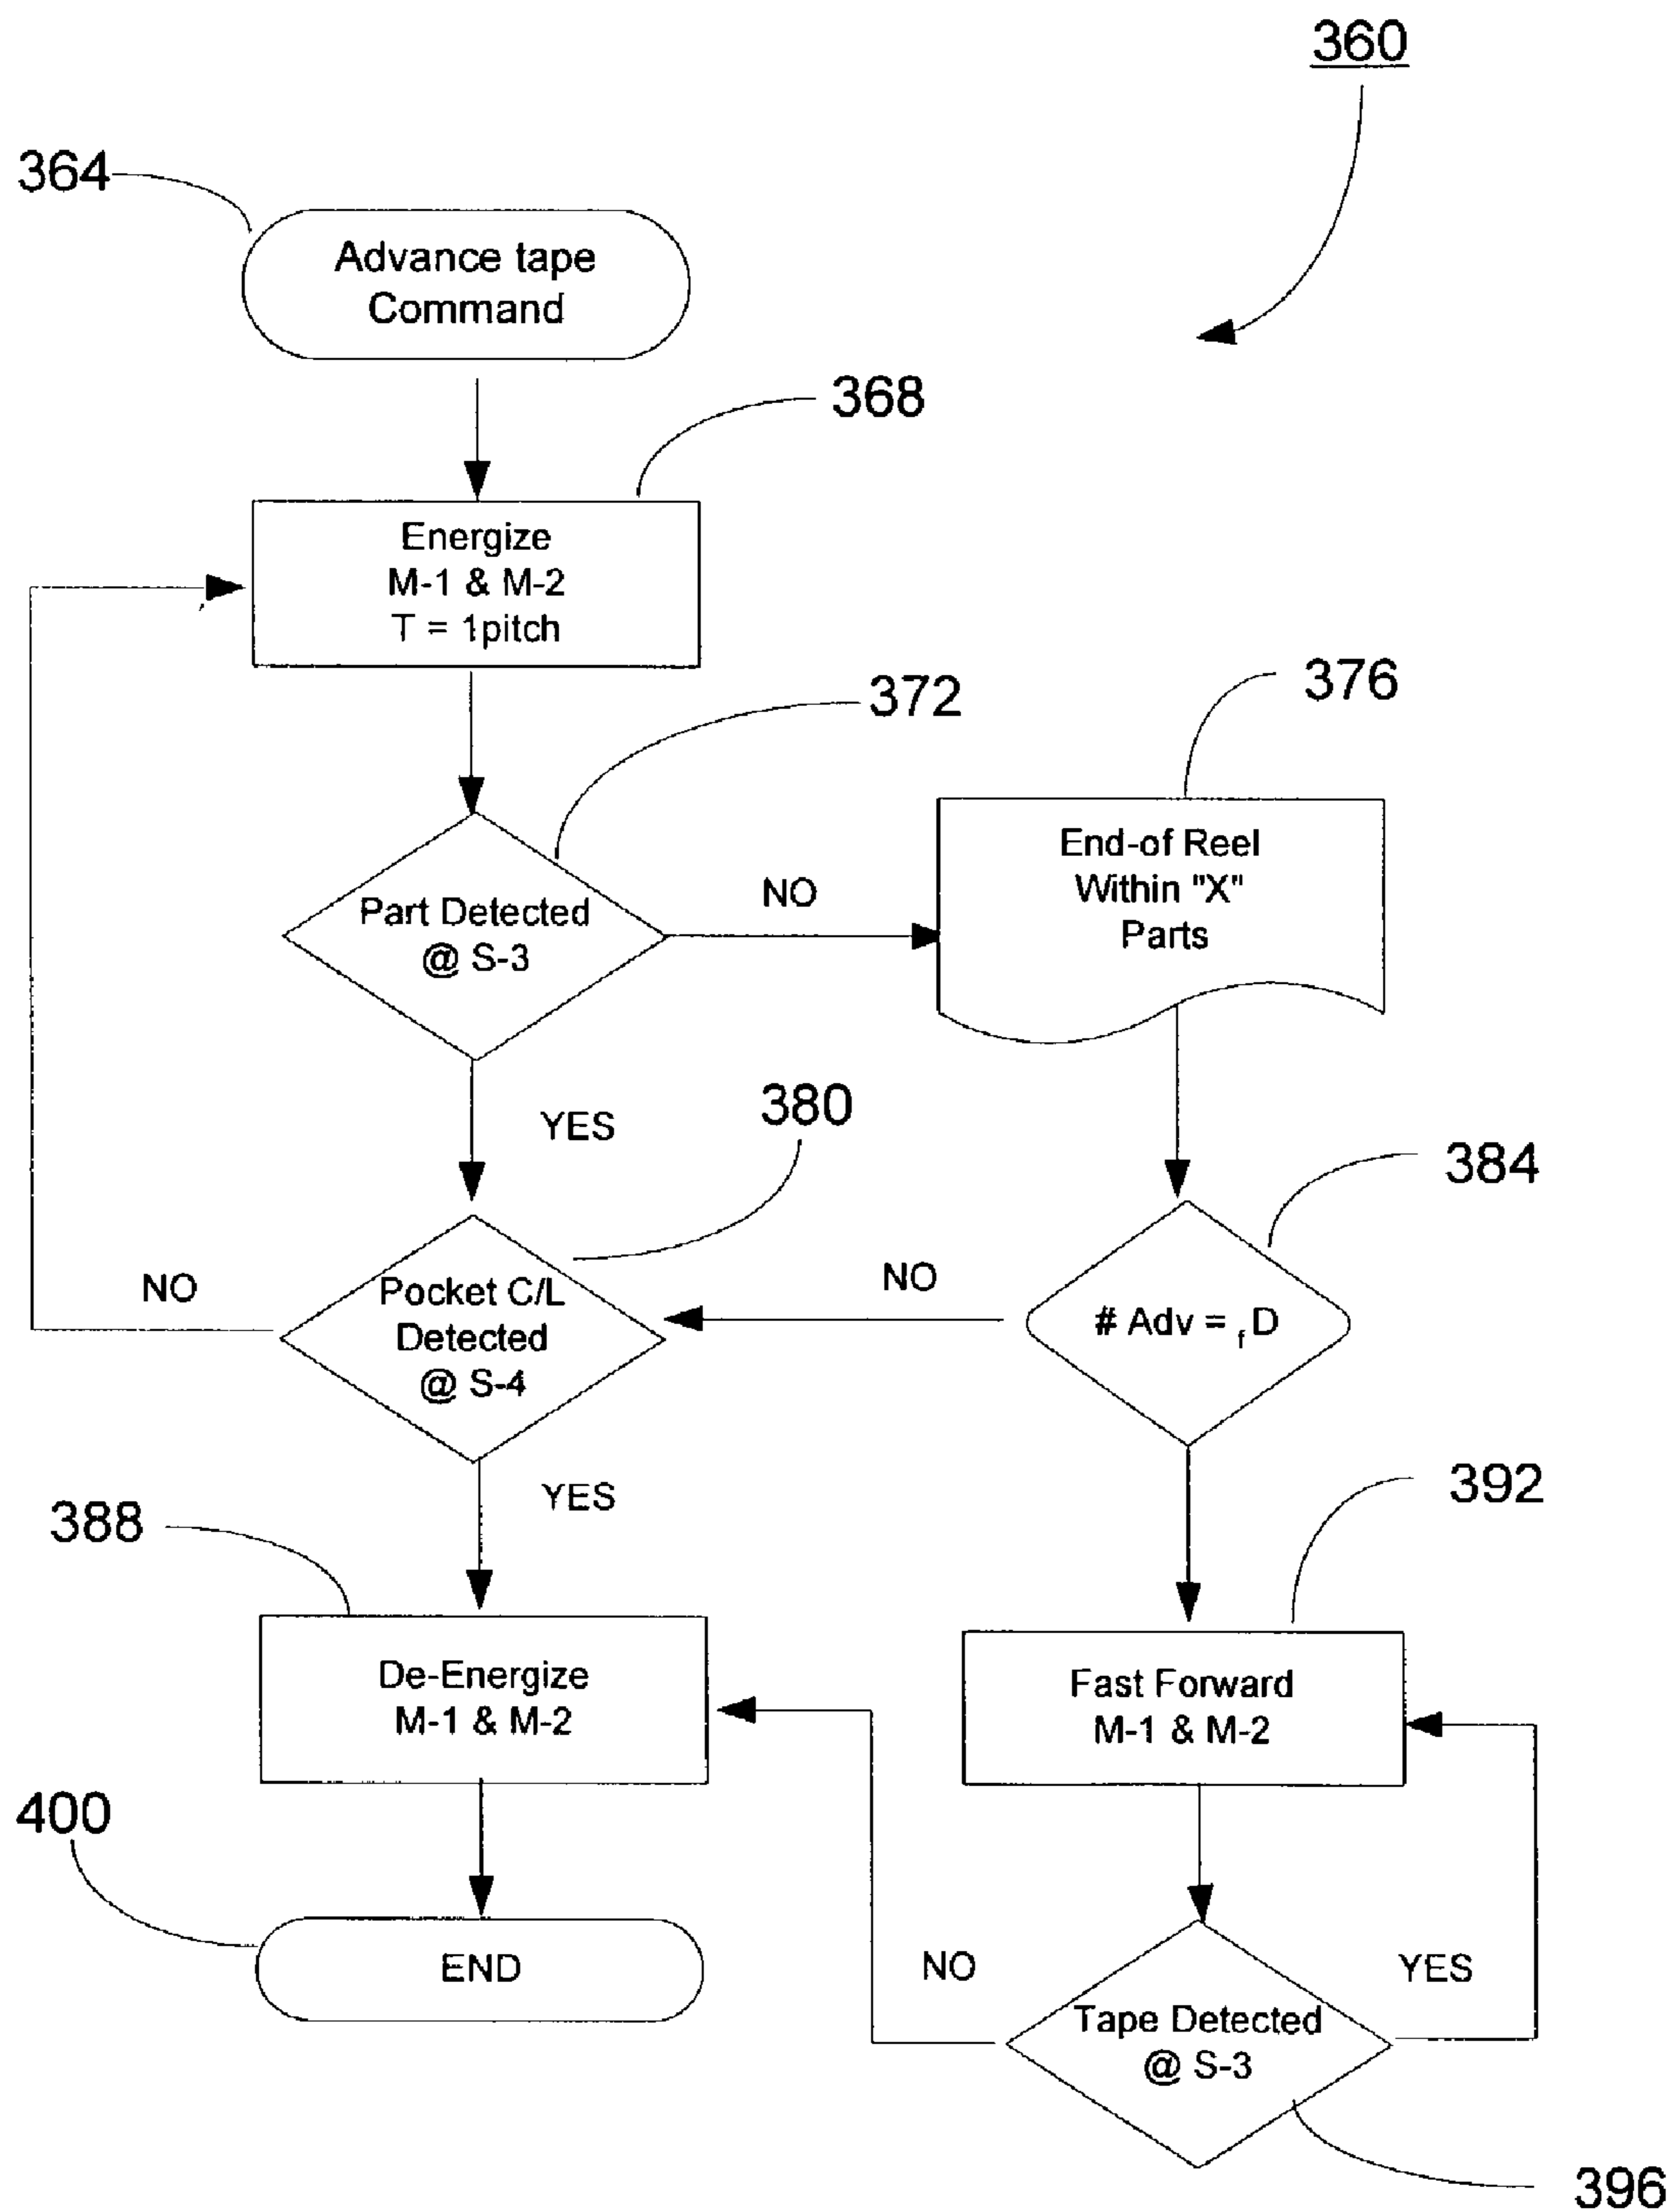 360
364
Advance tape
Command
368
Energize
M-1 & M-2
T = 1pitch
372
376
Part Detected
@ S-3
NO
End-of Reel
Within "X"
Parts
YES
380
384
NO
Pocket C/L
Detected
@ S-4
NO
# Adv = f D
YES
388
392
De-Energize
M-1 & M-2
Fast Forward
M-1 & M-2
400
END
NO
YES
Tape Detected
@ S-3
396